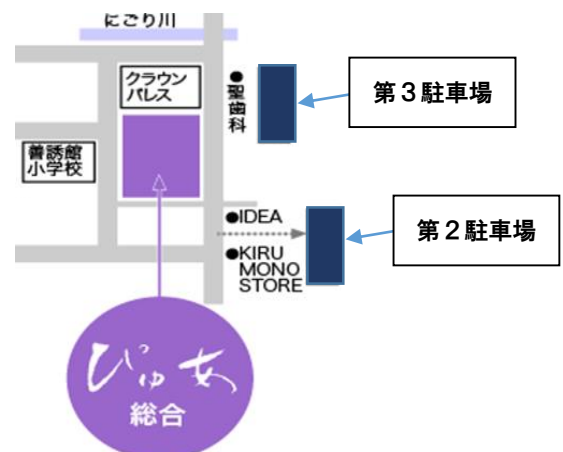 にごり川
クラウン
パレス
●聖歯科
第３駐車場
善誘館
小学校
●IDEA
第２駐車場
●KIRU
MONO
STORE
ぴゅあ
総合